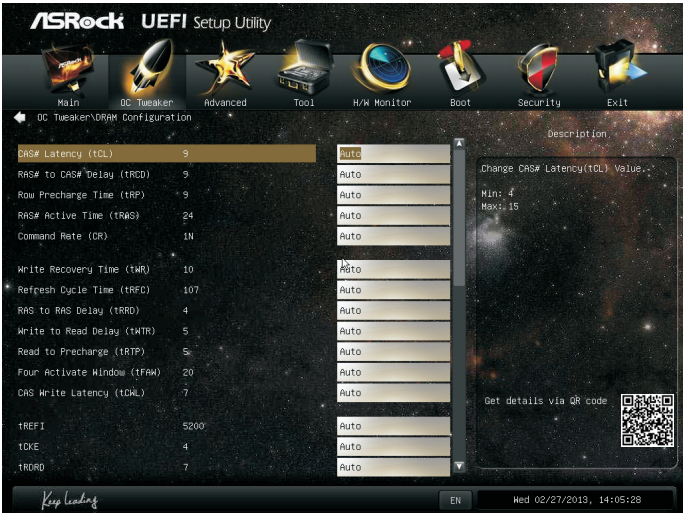 ASRock UEFI Setup Utility
ASRock
Main OC Tweaker Advanced Tool H/W Monitor Boot Security Exit
OC Tweaker\DRAM Configuration
Description
CAS# Latency (tCL) 9 Auto
RAS# to CAS# Delay (tRCD) 9 Auto
Row Precharge Time (tRP) 9 Auto
RAS# Active Time (tRAS) 24 Auto
Command Rate (CR) 1N Auto
Write Recovery Time (tWR) 10 Auto
Refresh Cycle Time (tRFC) 107 Auto
RAS to RAS Delay (tRRD) 4 Auto
Write to Read Delay (tWTR) 5 Auto
Read to Precharge (tRTP) 5 Auto
Four Activate Window (tFAW) 20 Auto
CAS Write Latency (tCWL) 7 Auto
tREFI 5200 Auto
tCKE 4 Auto
tRDRD 7 Auto
Change CAS# Latency(tCL) Value.
Min: 4
Max: 15
Get details via QR code
Keep Leading
EN
Wed 02/27/2013, 14:05:28